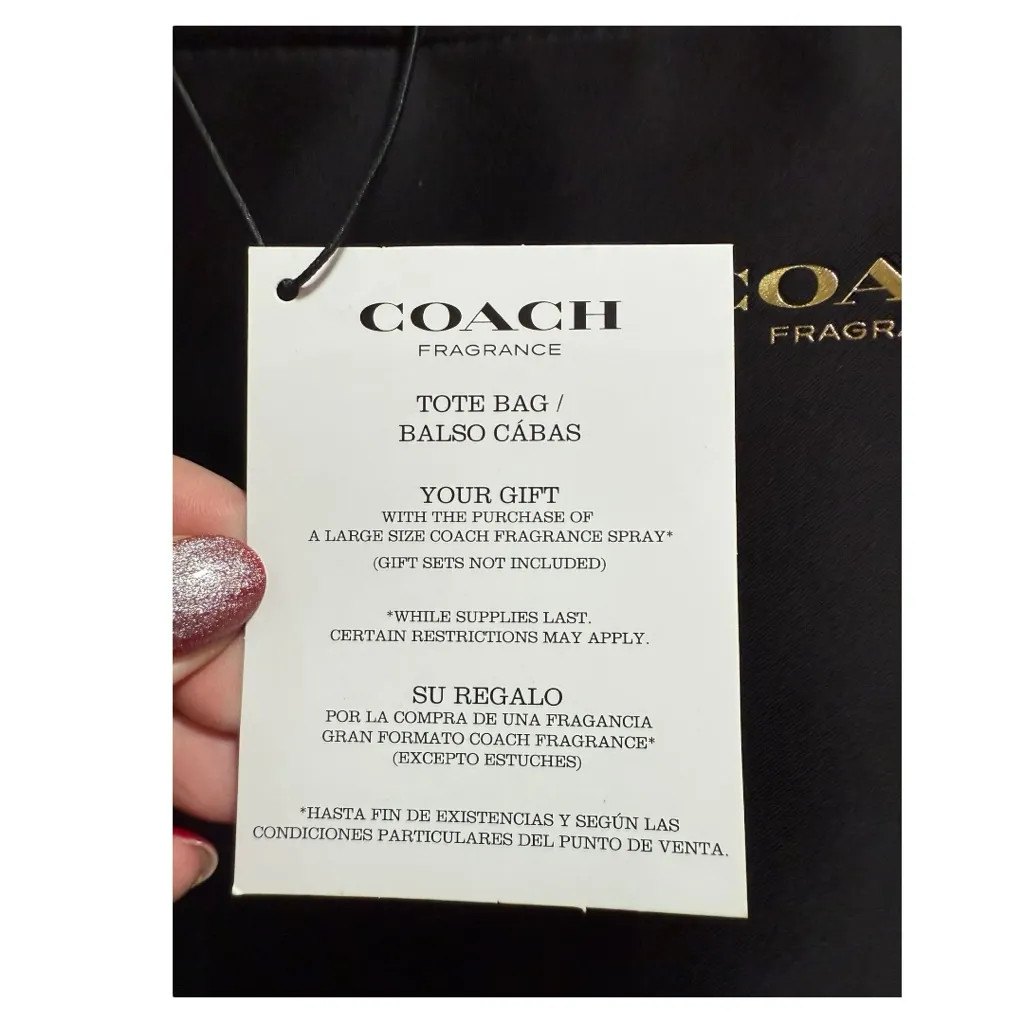 COACH
FRAGRANCE
TOTE BAG /
BALSO CÁBAS
YOUR GIFT
WITH THE PURCHASE OF
A LARGE SIZE COACH FRAGRANCE SPRAY*
(GIFT SETS NOT INCLUDED)
*WHILE SUPPLIES LAST.
CERTAIN RESTRICTIONS MAY APPLY.
SU REGALO
POR LA COMPRA DE UNA FRAGANCIA
GRAN FORMATO COACH FRAGRANCE*
(EXCEPTO ESTUCHES)
*HASTA FIN DE EXISTENCIAS Y SEGÚN LAS
CONDICIONES PARTICULARES DEL PUNTO DE VENTA.
COA
FRAGRA